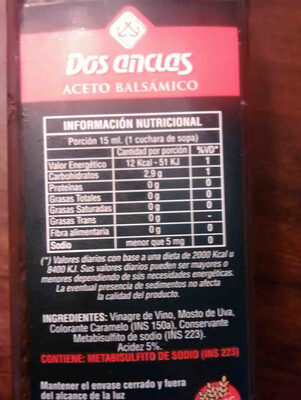 Dos anclas
ACETO BALSÁMICO
INFORMACIÓN NUTRICIONAL
Porción 15 ml. (1 cuchara de sopa)
Cantidad por porción %VD*
Valor Energético 12 Kcal - 51 KJ 1
Carbohidratos 2,9 g 1
Proteínas 0 g 0
Grasas Totales 0 g 0
Grasas Saturadas 0 g 0
Grasas Trans 0 g -
Fibra alimentaria 0 g 0
Sodio menor que 5 mg 0
(*) Valores diarios con base a una dieta de 2000 Kcal u
8400 KJ. Sus valores diarios pueden ser mayores o
menores dependiendo de sus necesidades energéticas.
La eventual presencia de sedimentos no afecta
la calidad del producto.
INGREDIENTES: Vinagre de Vino, Mosto de Uva,
Colorante Caramelo (INS 150a), Conservante
Metabisulfito de sodio (INS 223).
Acidez 5%.
CONTIENE: METABISULFITO DE SODIO (INS 223)
Mantener el envase cerrado y fuera
del alcance de la luz